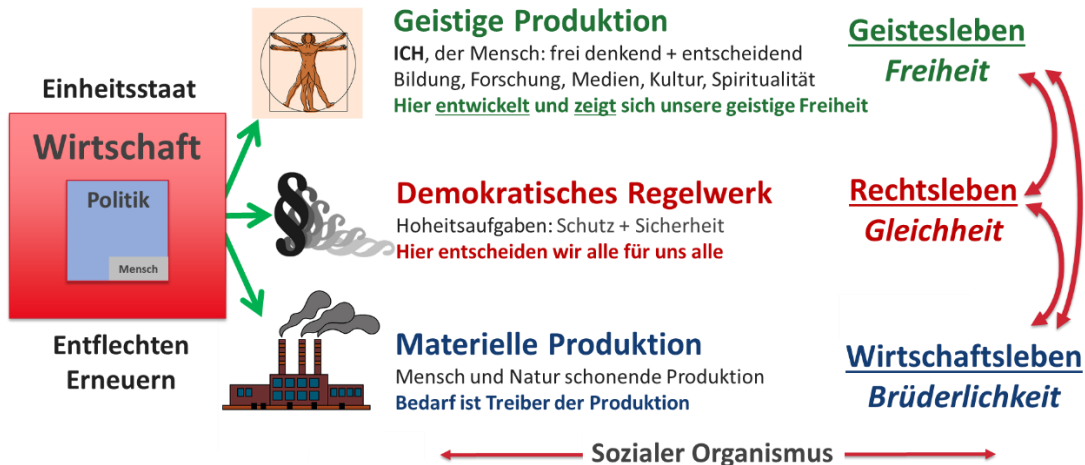 Einheitsstaat
Wirtschaft
Politik
Mensch
Entflechten
Erneuern
Geistige Produktion
ICH, der Mensch: frei denkend + entscheidend
Bildung, Forschung, Medien, Kultur, Spiritualität
Hier entwickelt und zeigt sich unsere geistige Freiheit
Demokratisches Regelwerk
Hoheitsaufgaben: Schutz + Sicherheit
Hier entscheiden wir alle für uns alle
Materielle Produktion
Mensch und Natur schonende Produktion
Bedarf ist Treiber der Produktion
Geistesleben
Freiheit
Rechtsleben
Gleichheit
Wirtschaftsleben
Brüderlichkeit
Sozialer Organismus